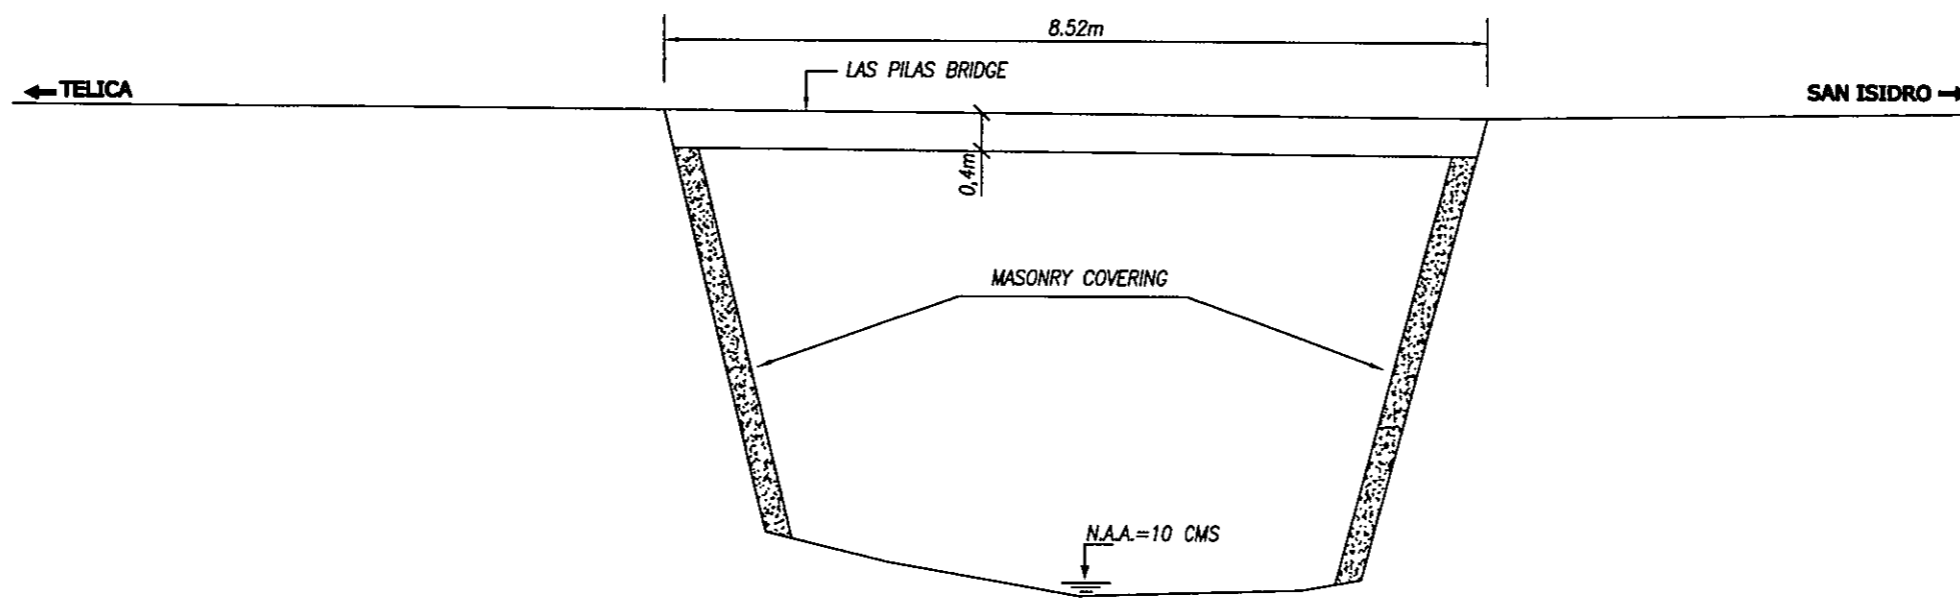 8.52m
LAS PILAS BRIDGE
TELICA
SAN ISIDRO
0,4m
MASONRY COVERING
N.A.A.=10 CMS